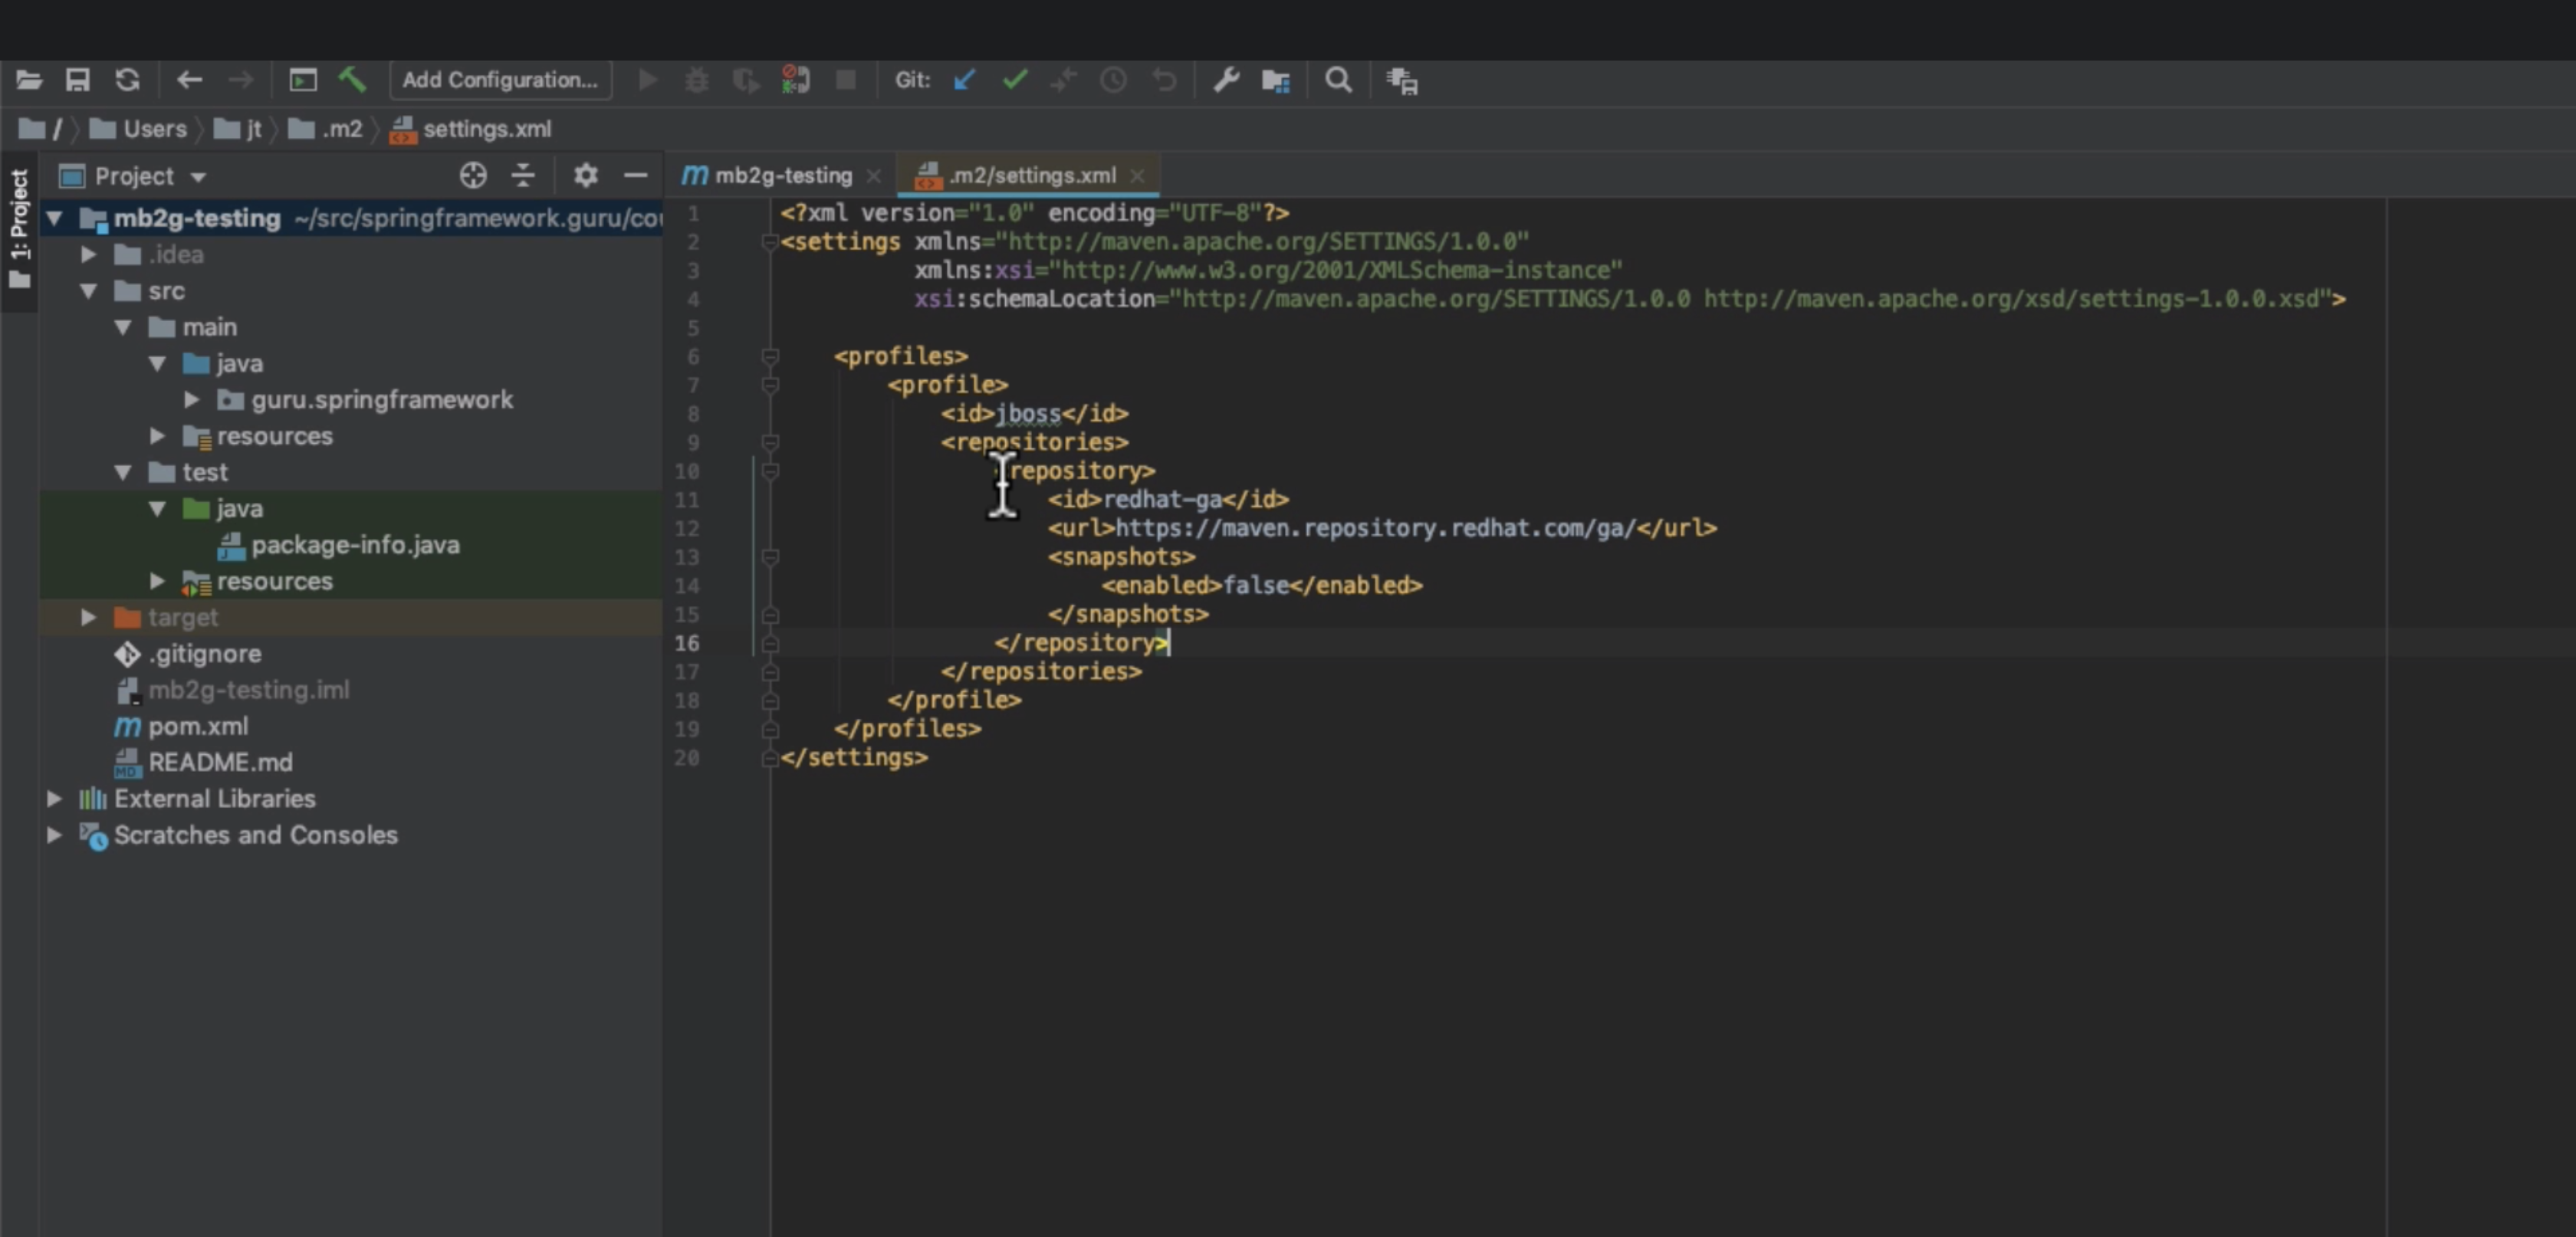 Add Configuration... Git:
/ Users jt .m2 settings.xml
1: Project
Project
mb2g-testing ~/src/springframework.guru/cou
.idea
src
main
java
guru.springframework
resources
test
java
package-info.java
resources
target
.gitignore
mb2g-testing.iml
pom.xml
README.md
External Libraries
Scratches and Consoles
mb2g-testing .m2/settings.xml
1 <?xml version="1.0" encoding="UTF-8"?>
2 <settings xmlns="http://maven.apache.org/SETTINGS/1.0.0"
3 xmlns:xsi="http://www.w3.org/2001/XMLSchema-instance"
4 xsi:schemaLocation="http://maven.apache.org/SETTINGS/1.0.0 http://maven.apache.org/xsd/settings-1.0.0.xsd">
5
6 <profiles>
7 <profile>
8 <id>jboss</id>
9 <repositories>
10 repository>
11 <id>redhat-ga</id>
12 <url>https://maven.repository.redhat.com/ga/</url>
13 <snapshots>
14 <enabled>false</enabled>
15 </snapshots>
16 </repository>
17 </repositories>
18 </profile>
19 </profiles>
20 </settings>